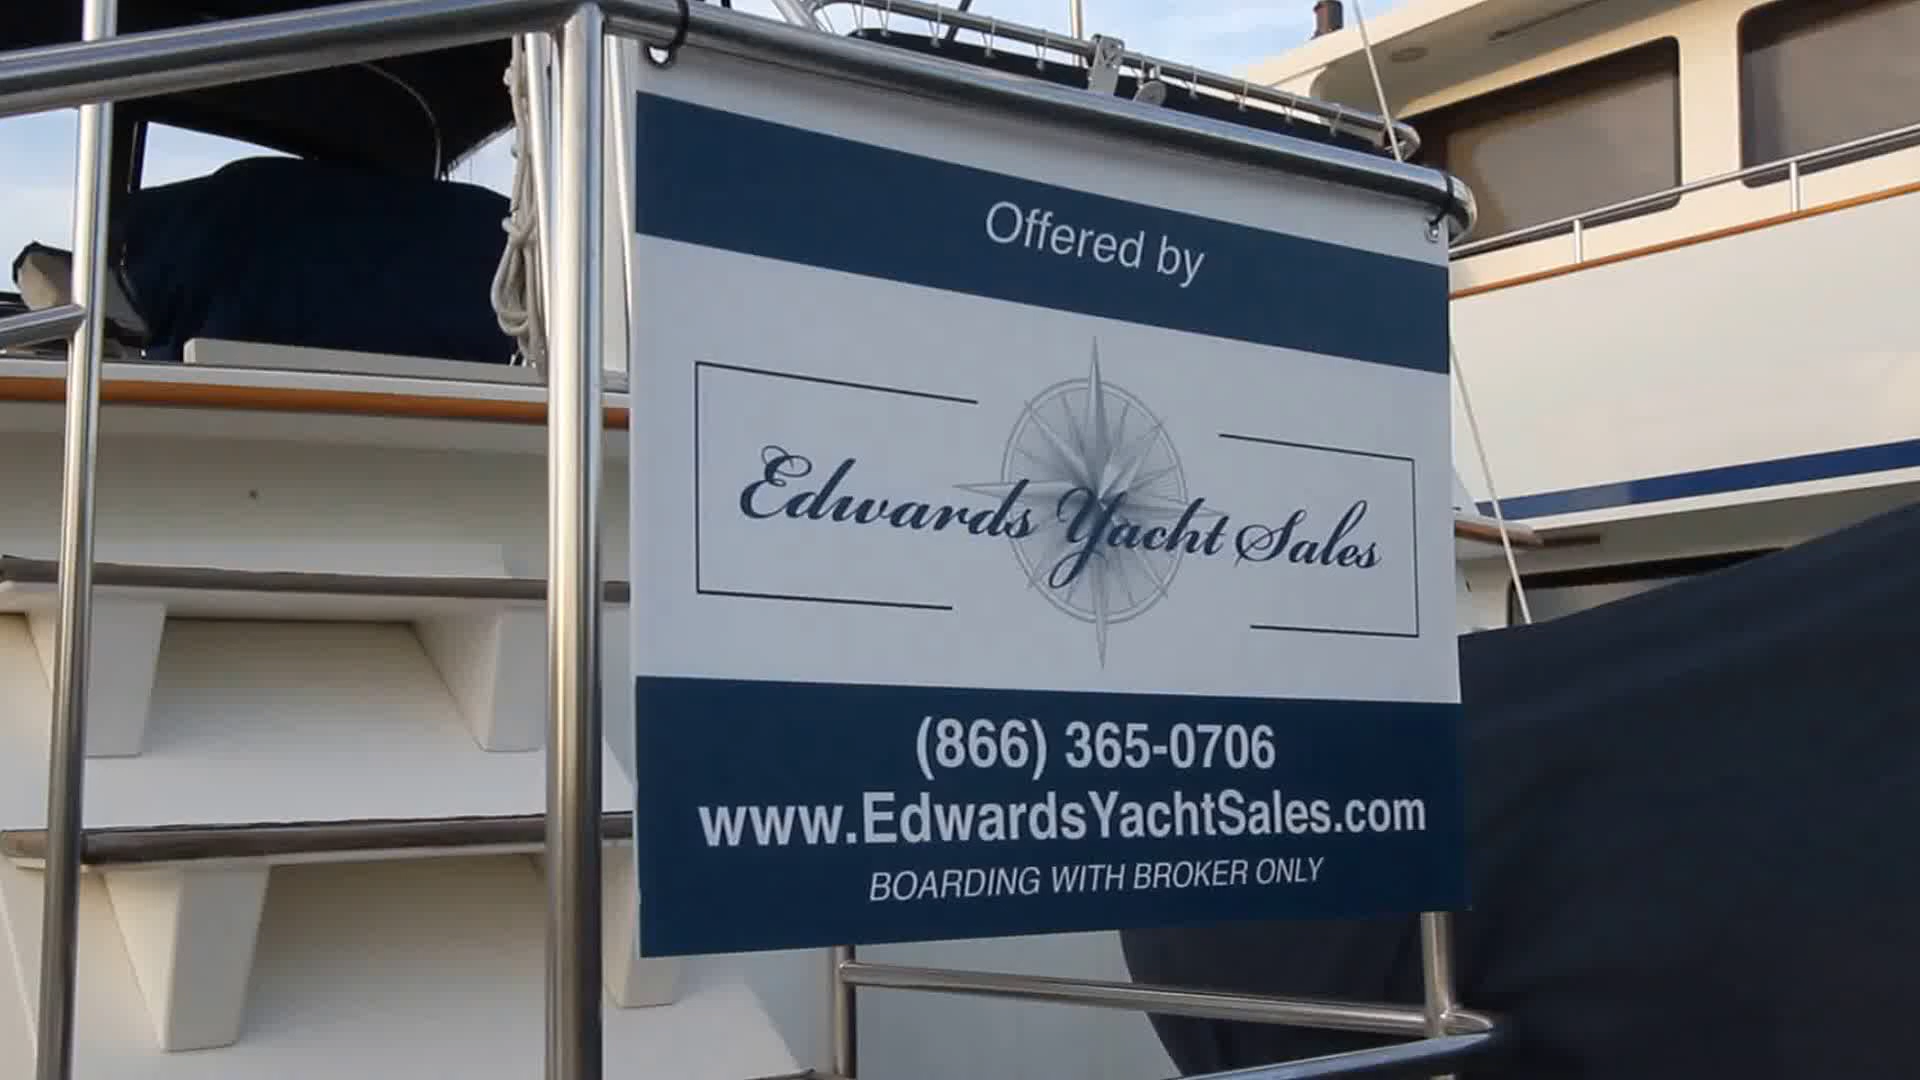 Offered by
Edwards Yacht Sales
(866) 365-0706
www.EdwardsYachtSales.com
BOARDING WITH BROKER ONLY